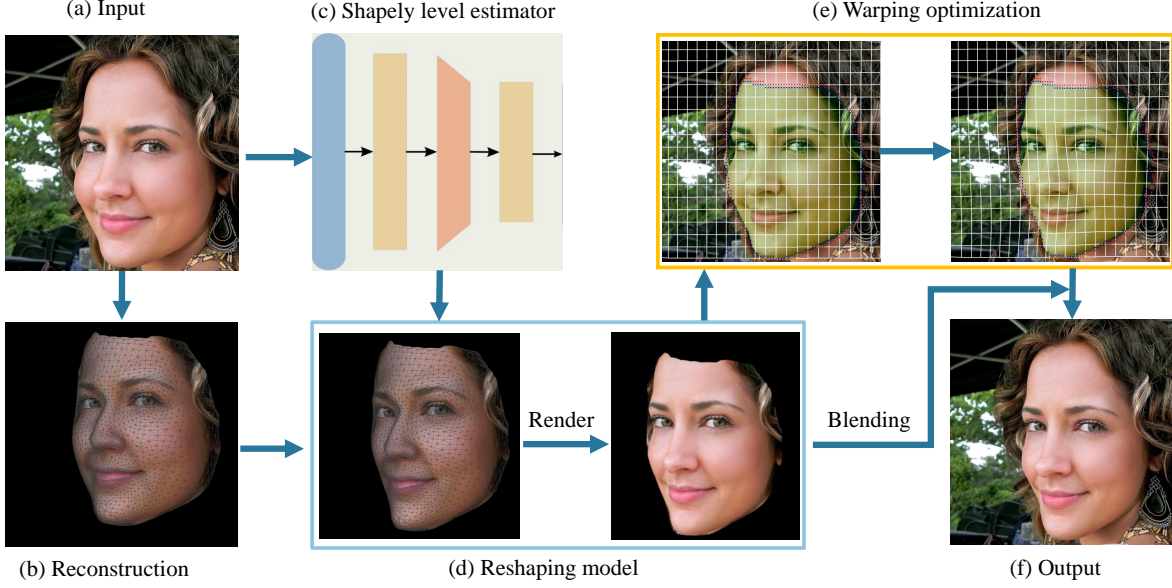 (a) Input
(c) Shapely level estimator
(e) Warping optimization
Render
Blending
(b) Reconstruction
(d) Reshaping model
(f) Output